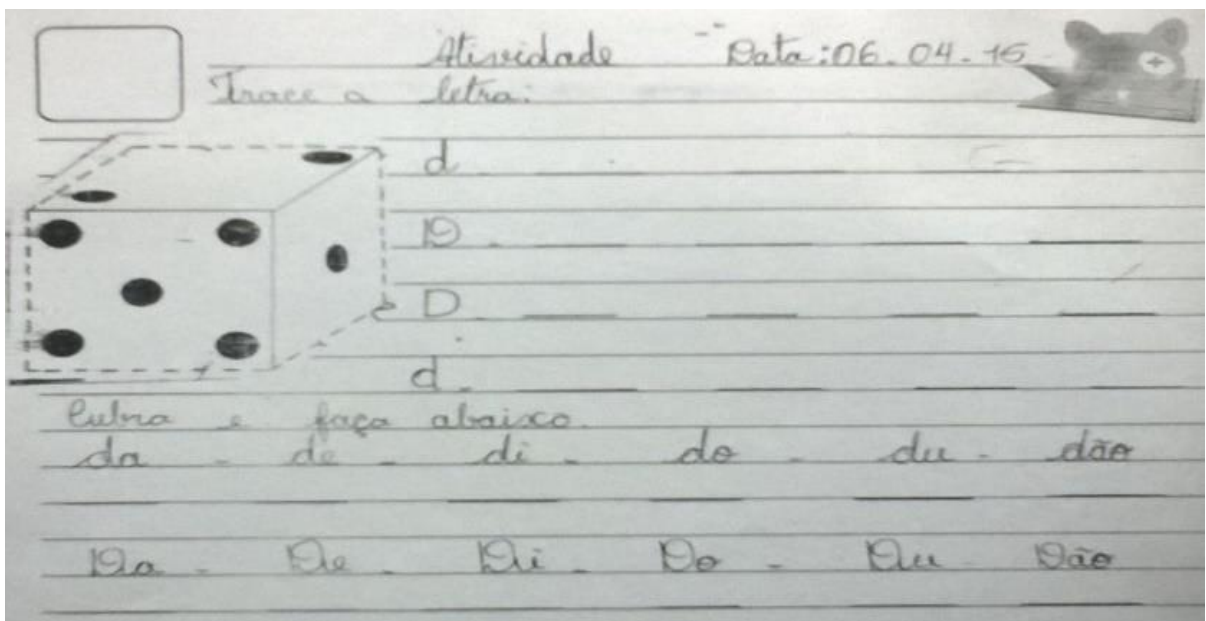 Atividade -- Data: 06. 04. 15
Trace a letra:
d
D
D
d
Cubra e faça abaixo.
da - de - di - do - du - dão
Da - De - Di - Do - Du Dão